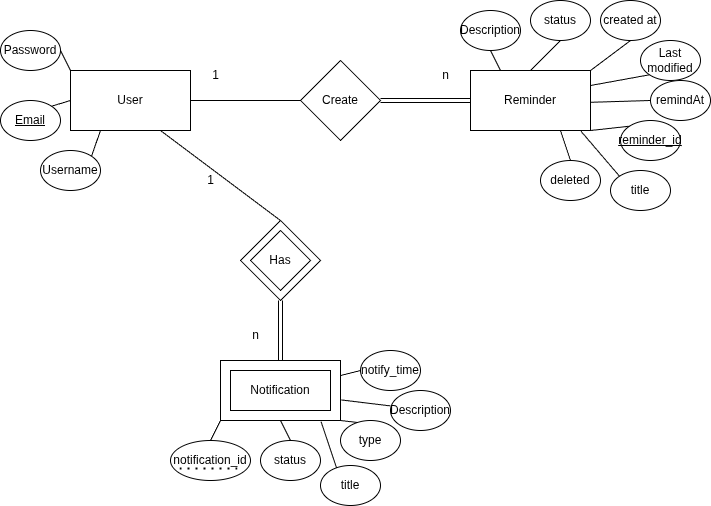 Description
status
created at
Password
Last
modified
1
n
User
Create
Reminder
remindAt
Email
reminder_id
Username
1
deleted
title
Has
n
notify_time
Notification
Description
type
notification_id
status
title